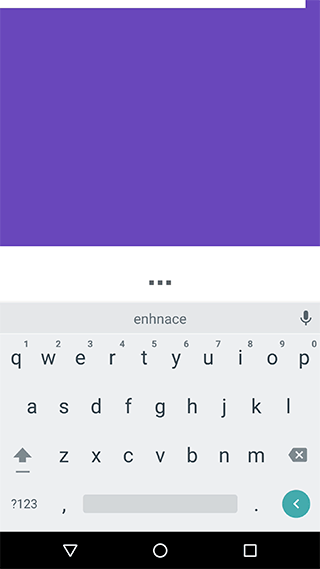 enhnace
1 2 3 4 5 6 7 8 9 0
q w e r t y u i o p
a s d f g h j k l
z x c v b n m
?123 , .